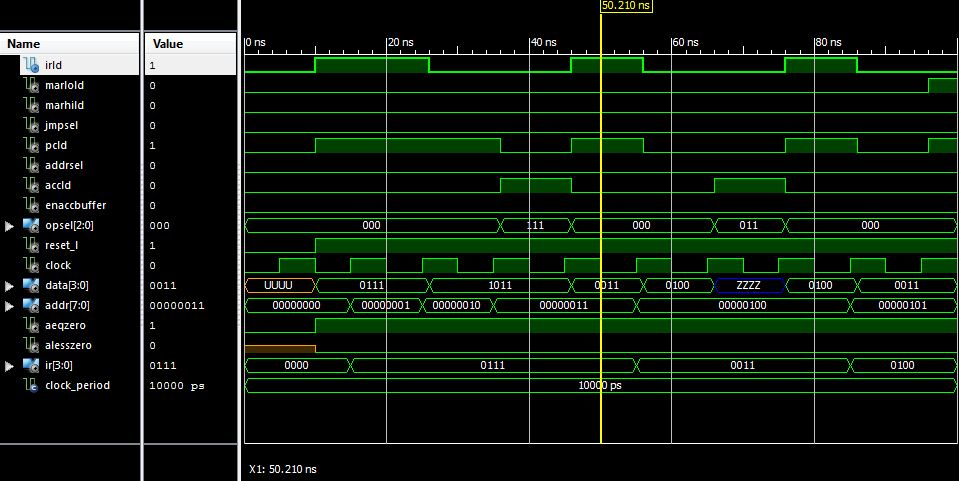 50.210 ns
Name Value
0 ns 20 ns 40 ns 60 ns 80 ns
irld 1
marlold 0
marhild 0
jmpsel 0
pcld 1
addrsel 0
accld 0
enaccbuffer 0
opsel[2:0] 000 000 111 000 011 000
reset_l 1
clock 0
data[3:0] 0011 UUUU 0111 1011 0011 0100 ZZZZ 0100 0011
addr[7:0] 00000011 00000000 00000001 00000010 00000011 00000100 00000101
aeqzero 1
alesszero 0
ir[3:0] 0111 0000 0111 0011 0100
clock_period 10000 ps 10000 ps
X1: 50.210 ns